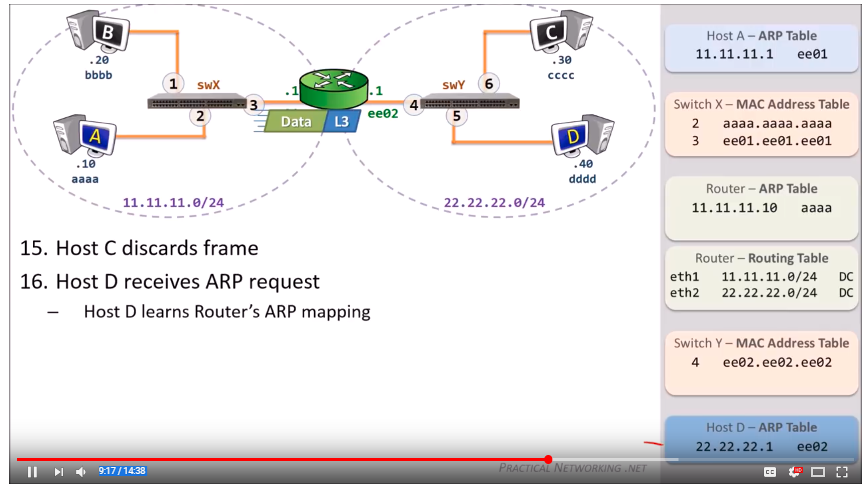 B
.20
bbbb
A
.10
aaaa
1
swX
2
3
11.11.11.0/24
.1
.1
ee02
Data L3
4
swY
6
5
C
.30
cccc
D
.40
dddd
22.22.22.0/24
15. Host C discards frame
16. Host D receives ARP request
– Host D learns Router's ARP mapping
Host A – ARP Table
11.11.11.1 ee01
Switch X – MAC Address Table
2 aaaa.aaaa.aaaa
3 ee01.ee01.ee01
Router – ARP Table
11.11.11.10 aaaa
Router – Routing Table
eth1 11.11.11.0/24 DC
eth2 22.22.22.0/24 DC
Switch Y – MAC Address Table
4 ee02.ee02.ee02
Host D – ARP Table
22.22.22.1 ee02
9:17 / 14:38
PRACTICAL NETWORKING .NET
CC
HD